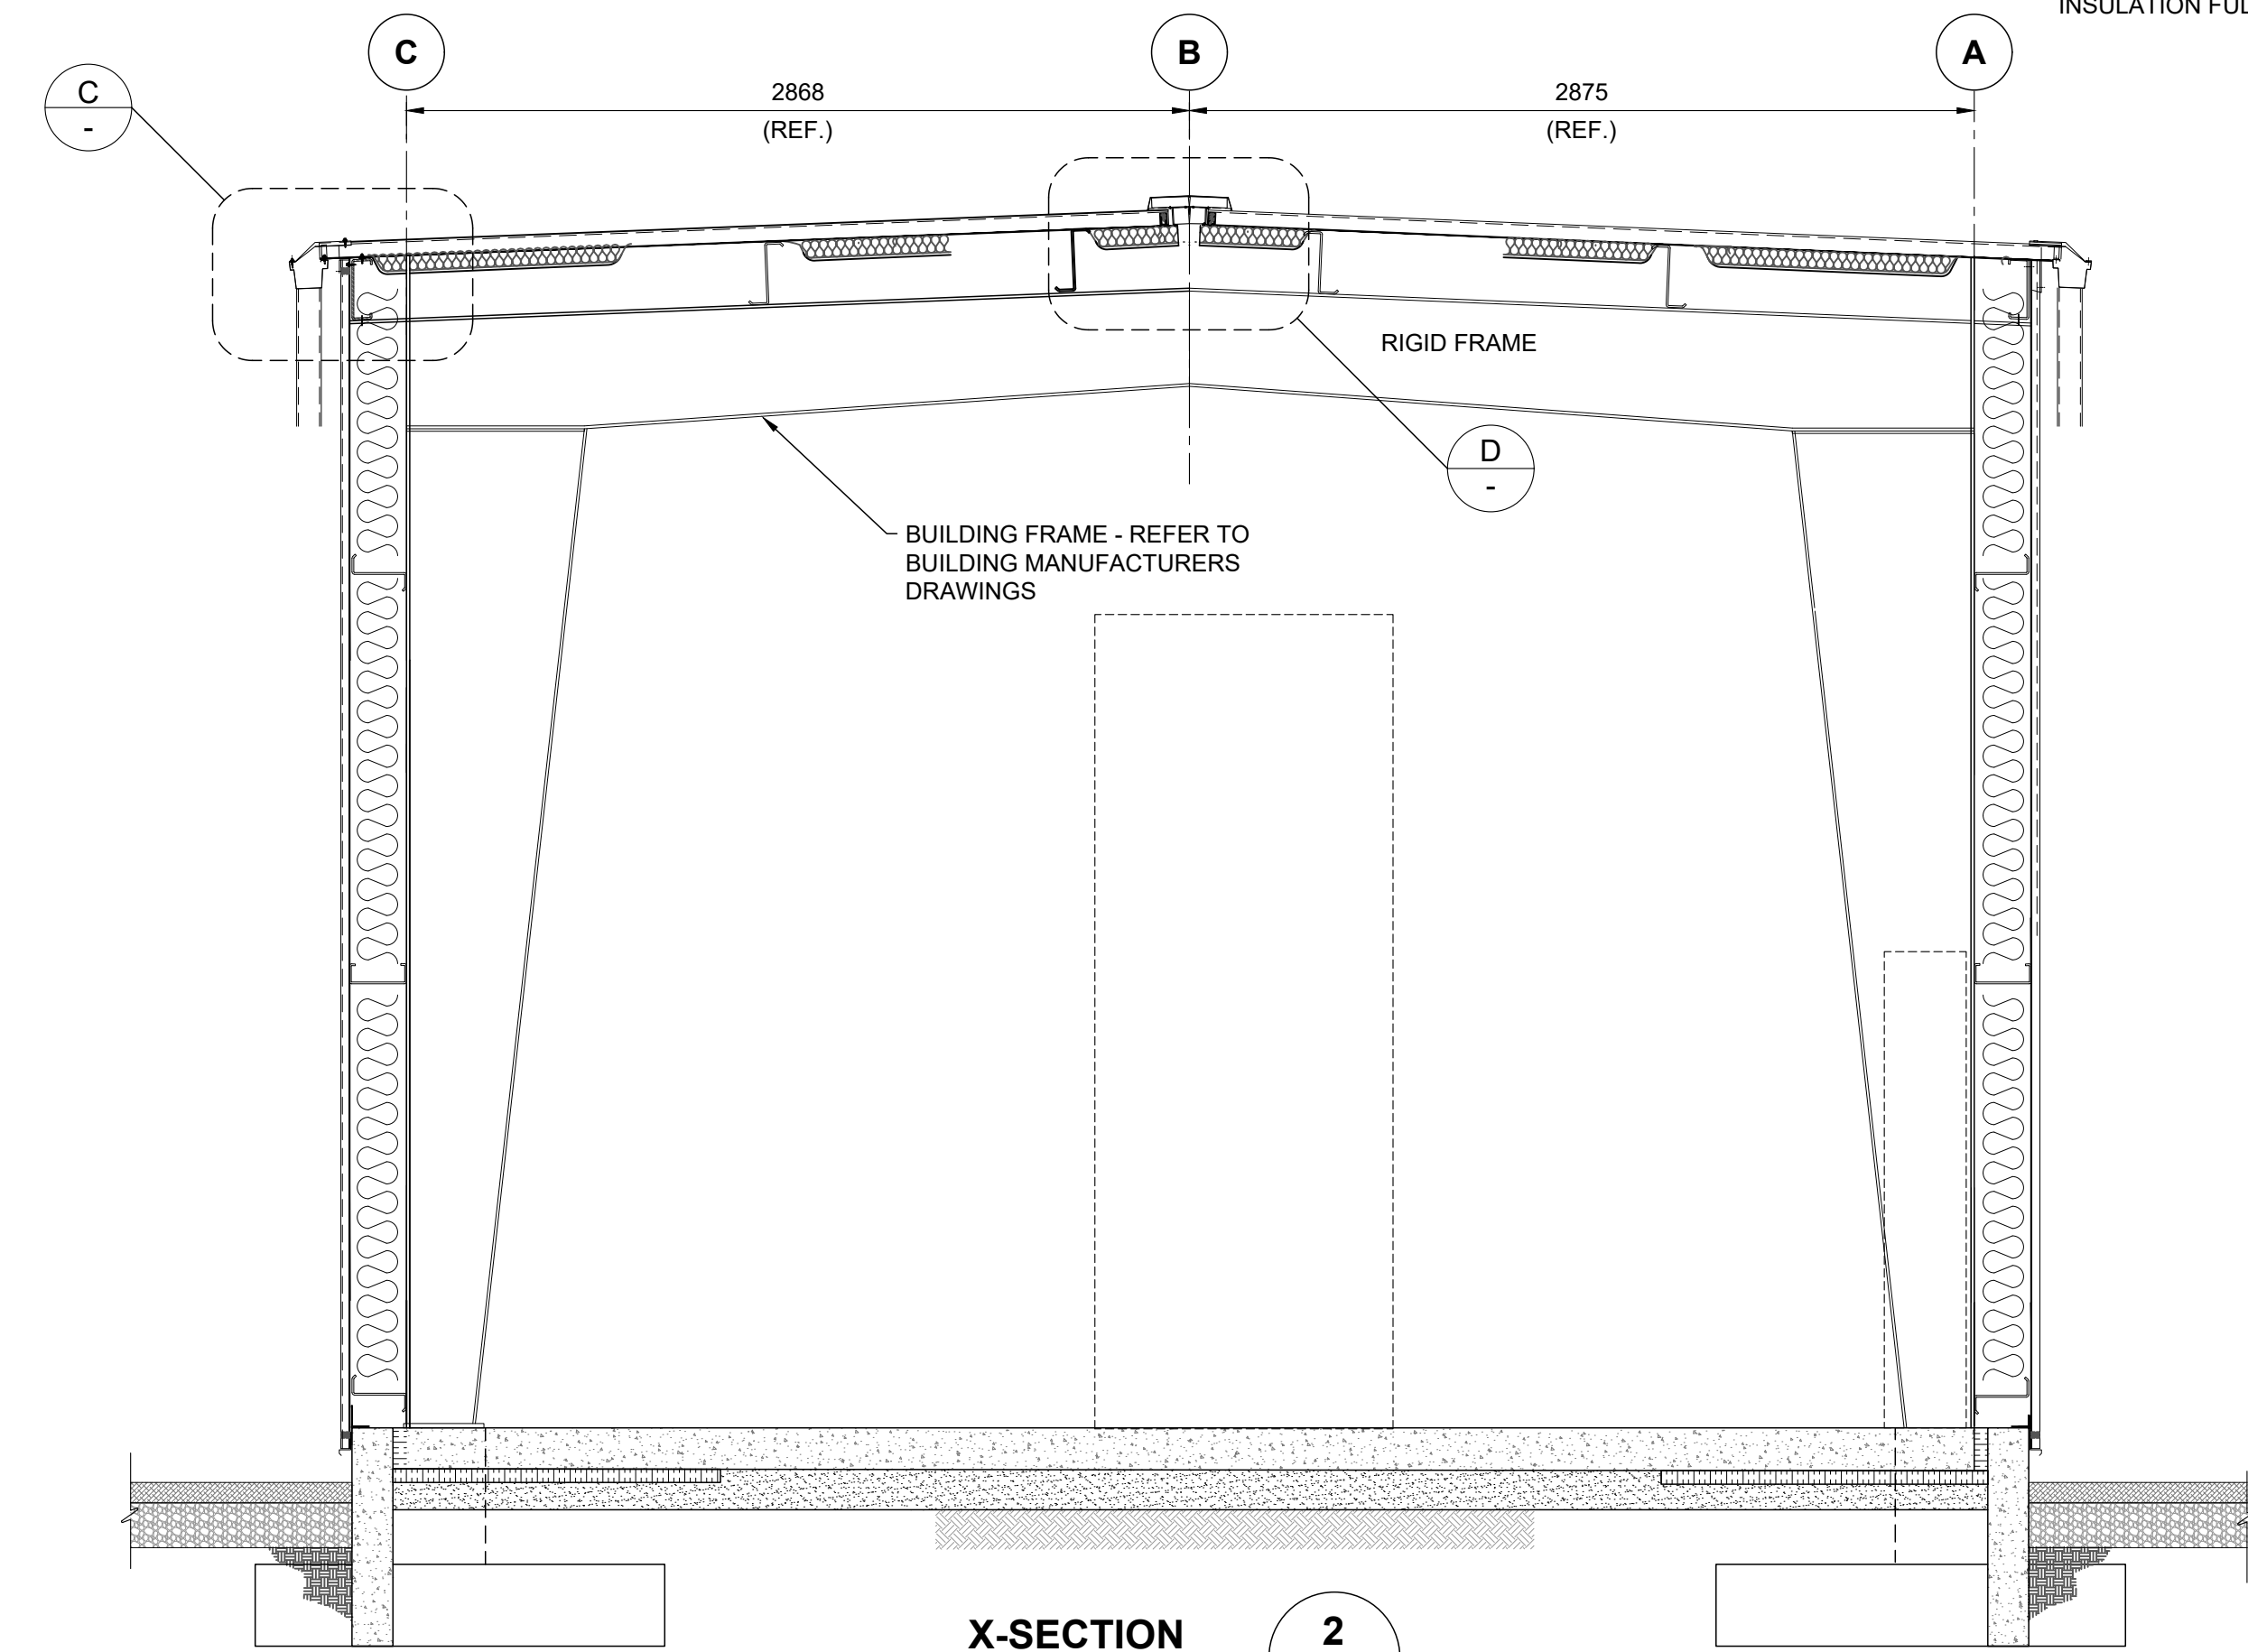 INSULATION FUL
C
B
A
C
-
2868
(REF.)
2875
(REF.)
RIGID FRAME
D
-
BUILDING FRAME - REFER TO
BUILDING MANUFACTURERS
DRAWINGS
X-SECTION
2